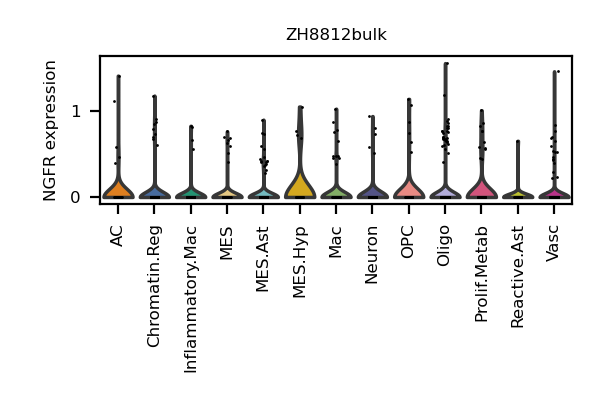 ZH8812bulk
NGFR expression
1
0
AC
Chromatin.Reg
Inflammatory.Mac
MES
MES.Ast
MES.Hyp
Mac
Neuron
OPC
Oligo
Prolif.Metab
Reactive.Ast
Vasc